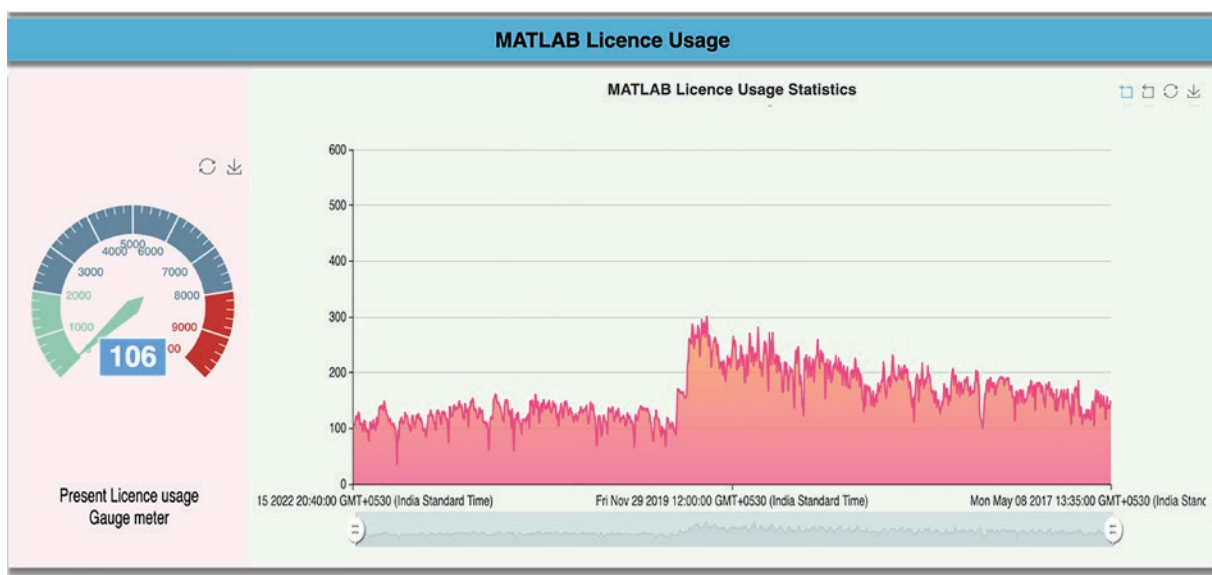 MATLAB Licence Usage
MATLAB Licence Usage Statistics
600
500
400
300
200
100
0
15 2022 20:40:00 GMT+0530 (India Standard Time)
Fri Nov 29 2019 12:00:00 GMT+0530 (India Standard Time)
Mon May 08 2017 13:35:00 GMT+0530 (India Stanc
0
1000
2000
3000
4000
5000
6000
7000
8000
9000
00
106
Present Licence usage
Gauge meter